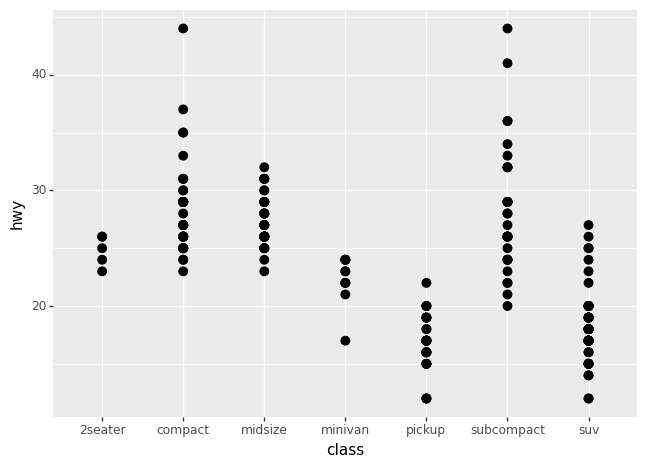 40
30
20
hwy
2seater compact midsize minivan pickup subcompact suv
class